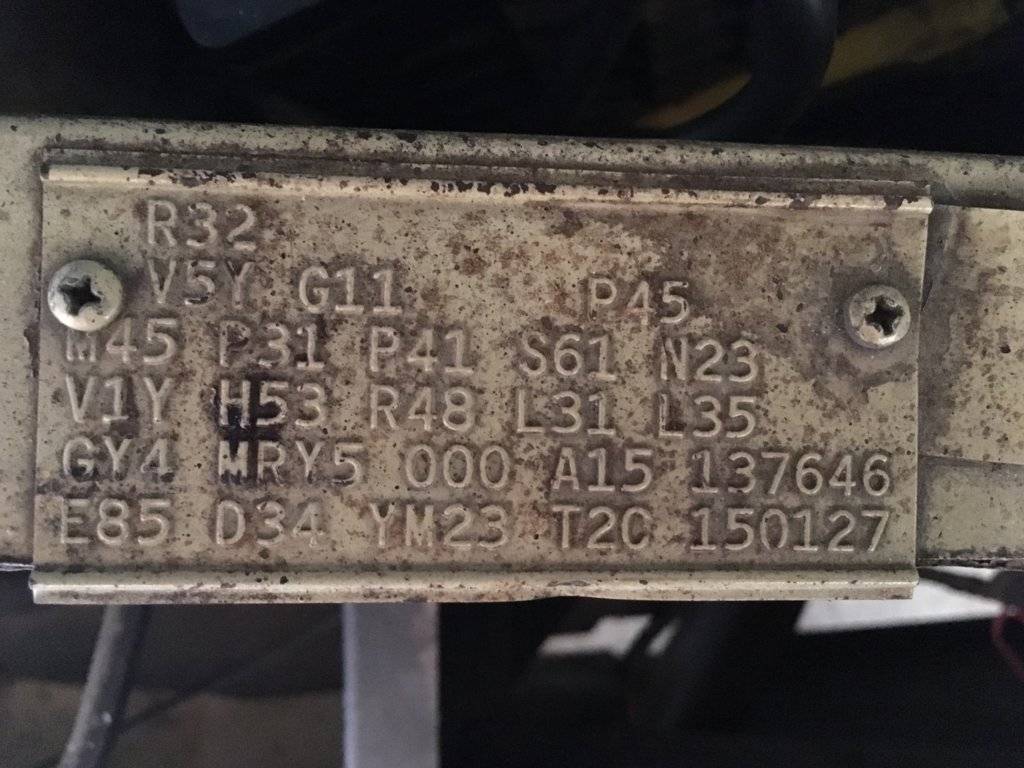 R32
V5Y G11 P45
M45 P31 P41 S61 N23
V1Y H53 R48 L31 L35
GY4 MRY5 000 A15 137646
E85 D34 YM23 T2C 150127